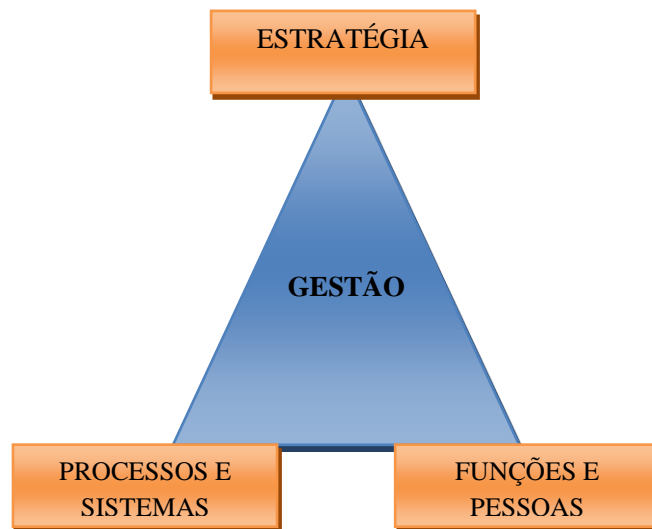 ESTRATÉGIA
GESTÃO
PROCESSOS E
SISTEMAS
FUNÇÕES E
PESSOAS